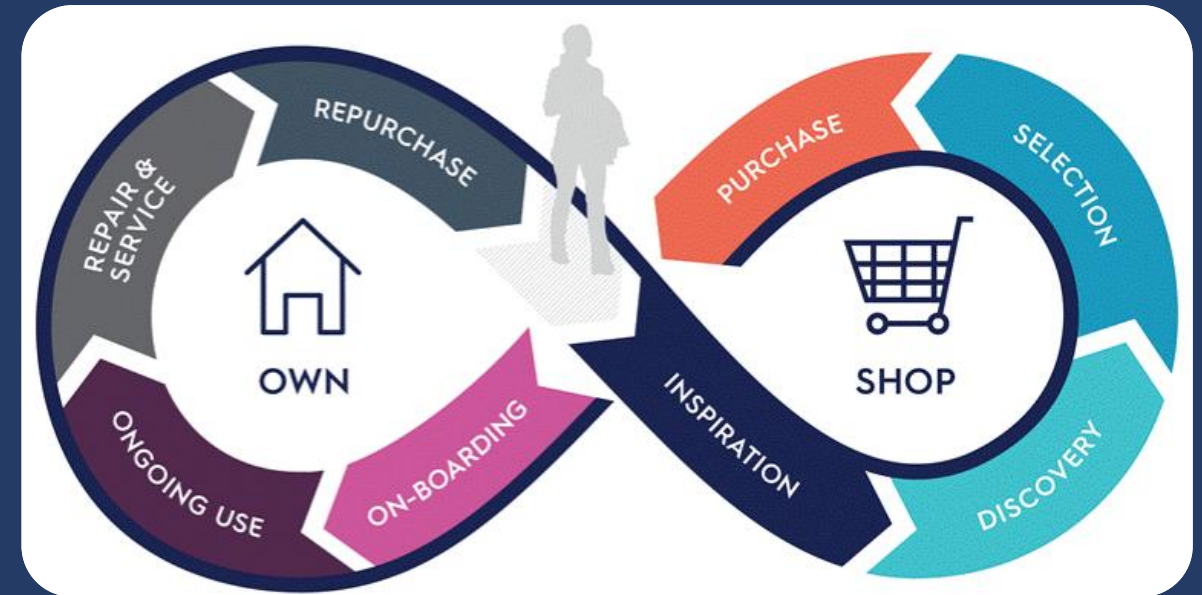 REPURCHASE
REPAIR &
SERVICE
OWN
ONGOING USE
ON-BOARDING
INSPIRATION
PURCHASE
SELECTION
SHOP
DISCOVERY